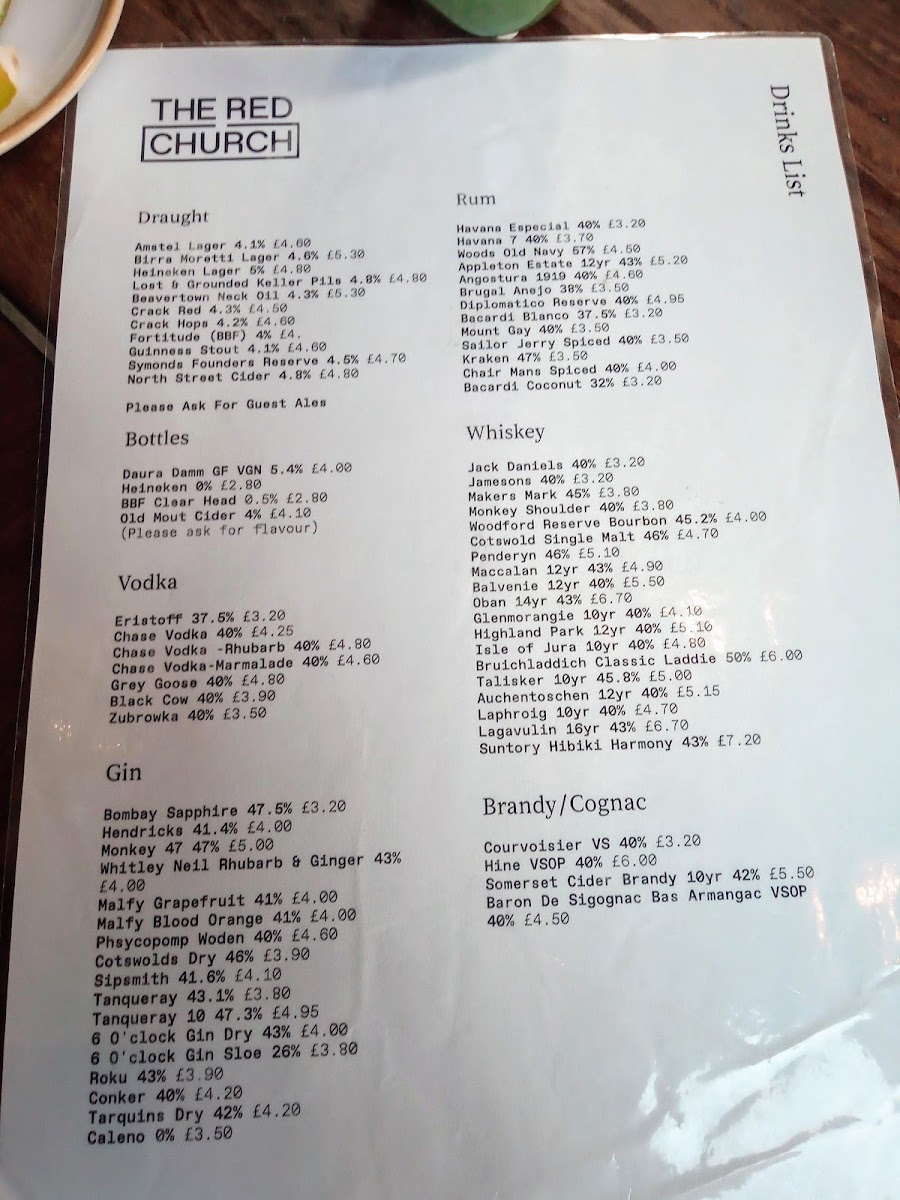 THE RED
CHURCH
Drinks List
Draught
Amstel Lager 4.1% £4.60
Birra Moretti Lager 4.6% £5.30
Heineken Lager 5% £4.80
Lost & Grounded Keller Pils 4.8% £4.80
Beavertown Neck Oil 4.3% £5.30
Crack Red 4.3% £4.50
Crack Hops 4.2% £4.60
Fortitude (BBF) 4% £4.
Guinness Stout 4.1% £4.60
Symonds Founders Reserve 4.5% £4.70
North Street Cider 4.8% £4.80
Please Ask For Guest Ales
Bottles
Daura Damm GF VGN 5.4% £4.00
Heineken 0% £2.80
BBF Clear Head 0.5% £2.80
Old Mout Cider 4% £4.10
(Please ask for flavour)
Vodka
Eristoff 37.5% £3.20
Chase Vodka 40% £4.25
Chase Vodka -Rhubarb 40% £4.80
Chase Vodka-Marmalade 40% £4.60
Grey Goose 40% £4.80
Black Cow 40% £3.90
Zubrowka 40% £3.50
Gin
Bombay Sapphire 47.5% £3.20
Hendricks 41.4% £4.00
Monkey 47 47% £5.00
Whitley Neil Rhubarb & Ginger 43%
£4.00
Malfy Grapefruit 41% £4.00
Malfy Blood Orange 41% £4.00
Phsycopomp Woden 40% £4.60
Cotswolds Dry 46% £3.90
Sipsmith 41.6% £4.10
Tanqueray 43.1% £3.80
Tanqueray 10 47.3% £4.95
6 O'clock Gin Dry 43% £4.00
6 O'clock Gin Sloe 26% £3.80
Roku 43% £3.90
Conker 40% £4.20
Tarquins Dry 42% £4.20
Caleno 0% £3.50
Rum
Havana Especial 40% £3.20
Havana 7 40% £3.70
Woods Old Navy 57% £4.50
Appleton Estate 12yr 43% £5.20
Angostura 1919 40% £4.60
Brugal Anejo 38% £3.50
Diplomatico Reserve 40% £4.95
Bacardi Blanco 37.5% £3.20
Mount Gay 40% £3.50
Sailor Jerry Spiced 40% £3.50
Kraken 47% £3.50
Chair Mans Spiced 40% £4.00
Bacardi Coconut 32% £3.20
Whiskey
Jack Daniels 40% £3.20
Jamesons 40% £3.20
Makers Mark 45% £3.80
Monkey Shoulder 40% £3.80
Woodford Reserve Bourbon 45.2% £4.00
Cotswold Single Malt 46% £4.70
Penderyn 46% £5.10
Maccalan 12yr 43% £4.90
Balvenie 12yr 40% £5.50
Oban 14yr 43% £6.70
Glenmorangie 10yr 40% £4.10
Highland Park 12yr 40% £5.10
Isle of Jura 10yr 40% £4.80
Bruichladdich Classic Laddie 50% £6.00
Talisker 10yr 45.8% £5.00
Auchentoschen 12yr 40% £5.15
Laphroig 10yr 40% £4.70
Lagavulin 16yr 43% £6.70
Suntory Hibiki Harmony 43% £7.20
Brandy/Cognac
Courvoisier VS 40% £3.20
Hine VSOP 40% £6.00
Somerset Cider Brandy 10yr 42% £5.50
Baron De Sigognac Bas Armangac VSOP
40% £4.50